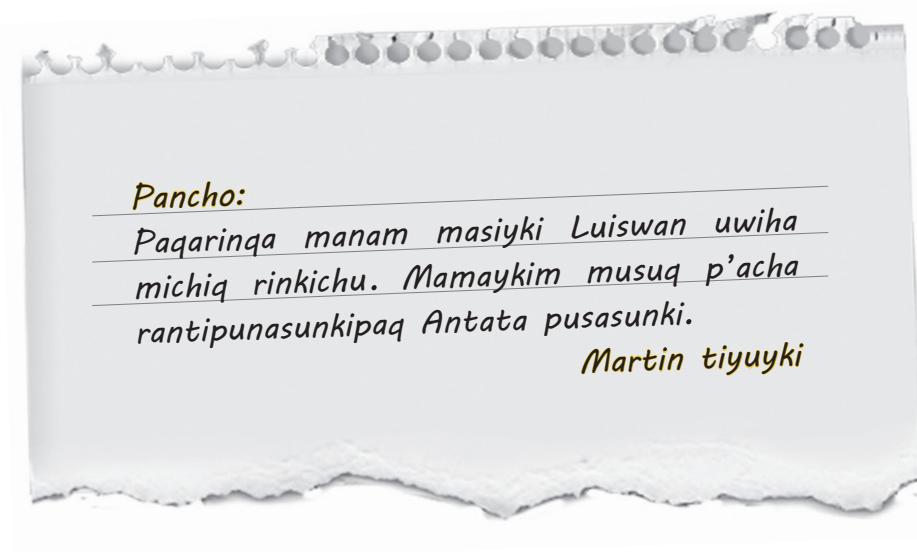 Pancho:
Paqarinqa manam masiyki Luiswan uwiha
michiq rinkichu. Mamaykim musuq p’acha
rantipunasunkipaq Antata pusasunki.
Martin tiyuyki